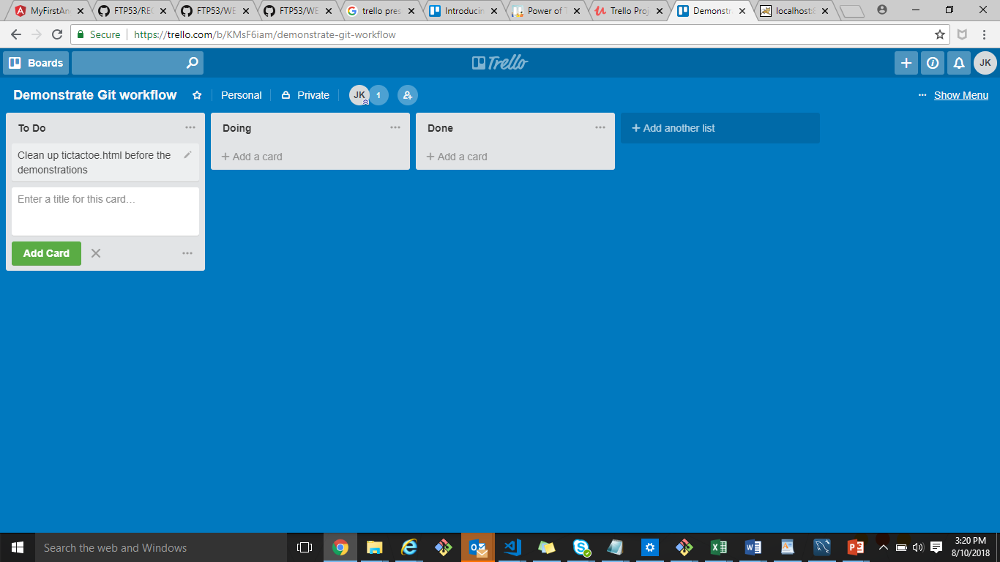 MyFirstAn
FTP53/REC
FTP53/WE
FTP53/WE
trello pres
Introducin
Power of T
Trello Proj
Demonstr
localhost:8
Secure
https://trello.com/b/KMsF6iam/demonstrate-git-workflow
Boards
Trello
JK
Demonstrate Git workflow
Personal
Private
JK
1
Show Menu
To Do
Doing
Done
+ Add another list
Clean up tictactoe.html before the
demonstrations
+ Add a card
+ Add a card
Enter a title for this card…
Add Card
Search the web and Windows
3:20 PM
8/10/2018